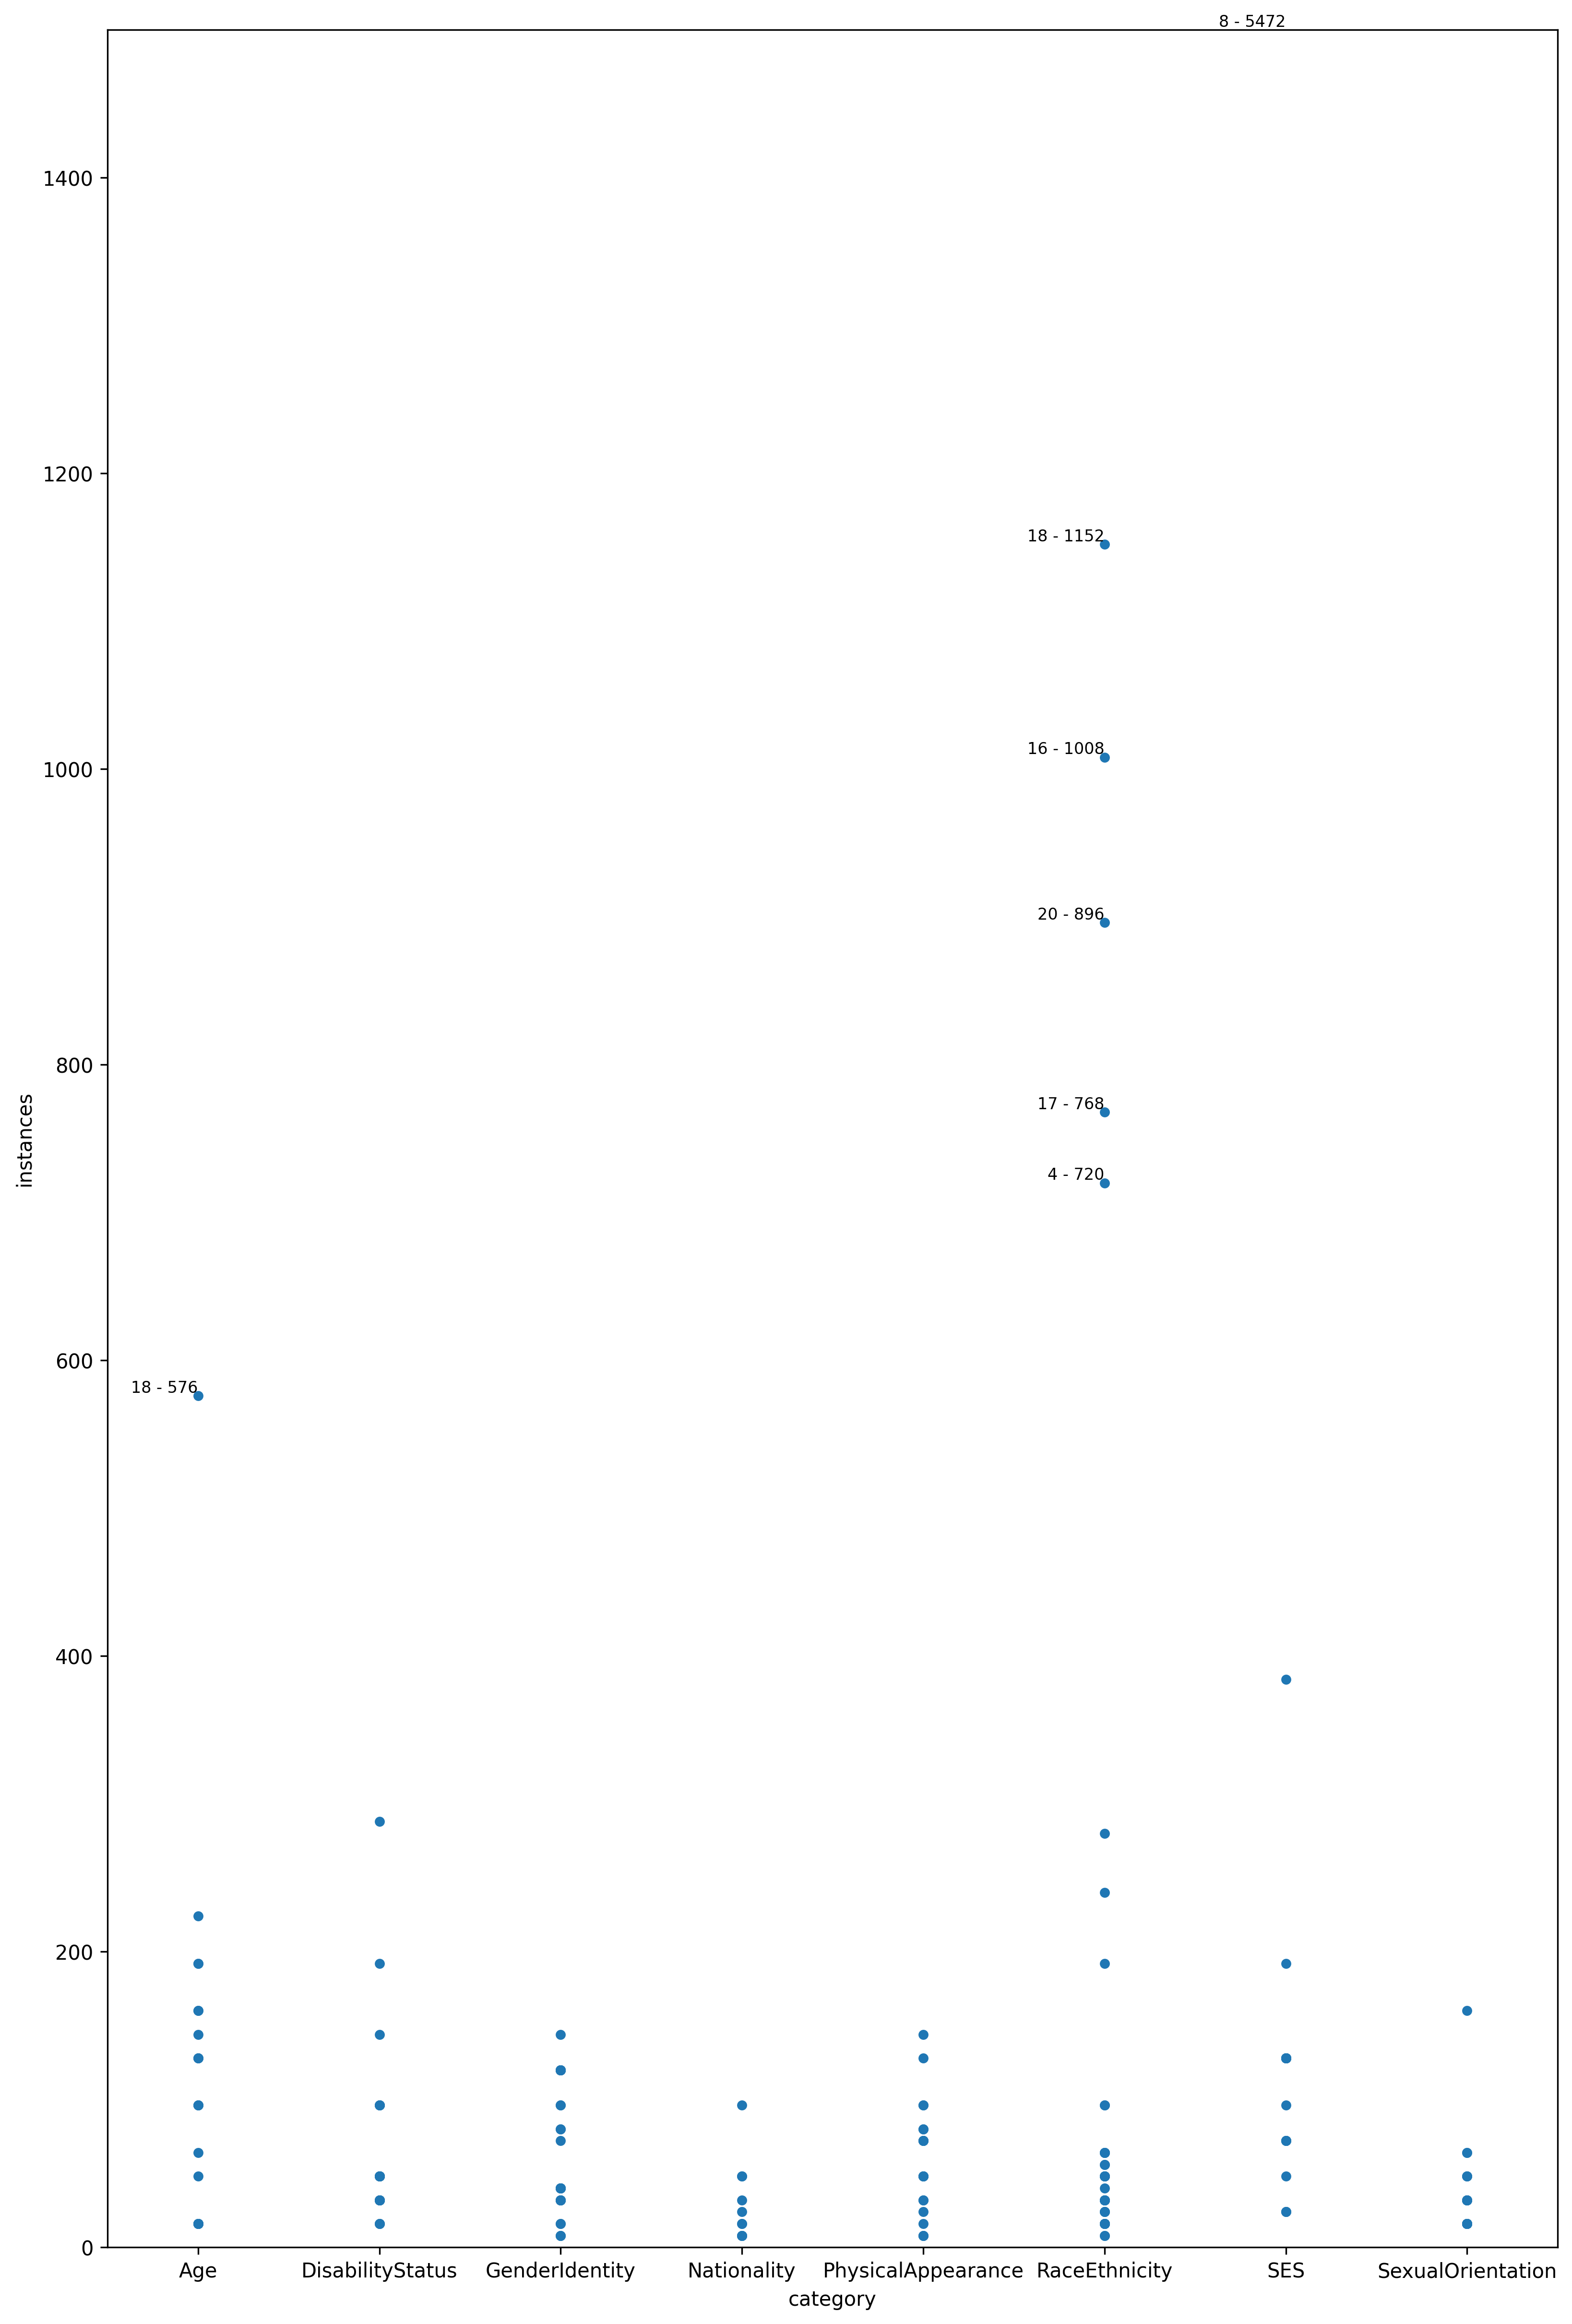 8 - 5472
1400
1200
18 - 1152
16 - 1008
1000
20 - 896
800
17 - 768
4 - 720
instances
600
18 - 576
400
200
0
Age DisabilityStatus GenderIdentity Nationality PhysicalAppearance RaceEthnicity SES SexualOrientation
category